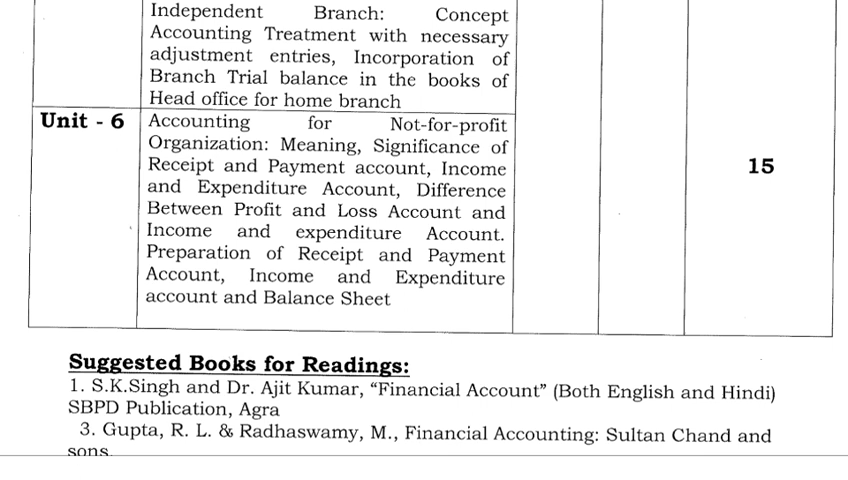 Independent Branch: Concept
Accounting Treatment with necessary
adjustment entries, Incorporation of
Branch Trial balance in the books of
Head office for home branch
Unit - 6
Accounting for Not-for-profit
Organization: Meaning, Significance of
Receipt and Payment account, Income
and Expenditure Account, Difference
Between Profit and Loss Account and
Income and expenditure Account.
Preparation of Receipt and Payment
Account, Income and Expenditure
account and Balance Sheet
15
Suggested Books for Readings:
1. S.K.Singh and Dr. Ajit Kumar, “Financial Account” (Both English and Hindi)
SBPD Publication, Agra
3. Gupta, R. L. & Radhaswamy, M., Financial Accounting: Sultan Chand and
sons.